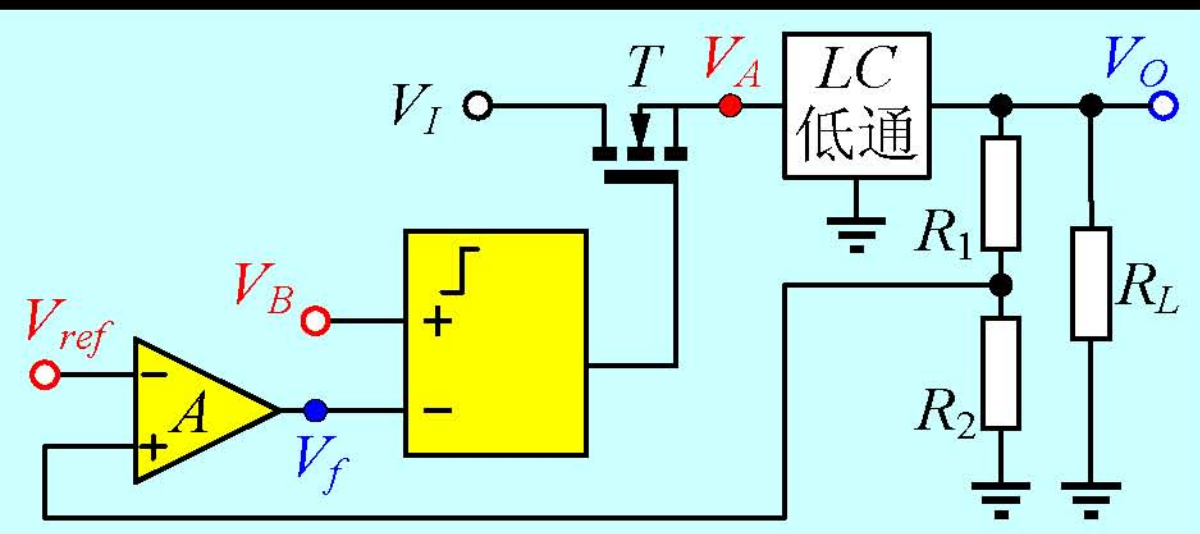 T
V_A
V_I
LC
低通
V_O
R_1
R_L
V_B
+
−
V_ref
−
A
+
V_f
R_2